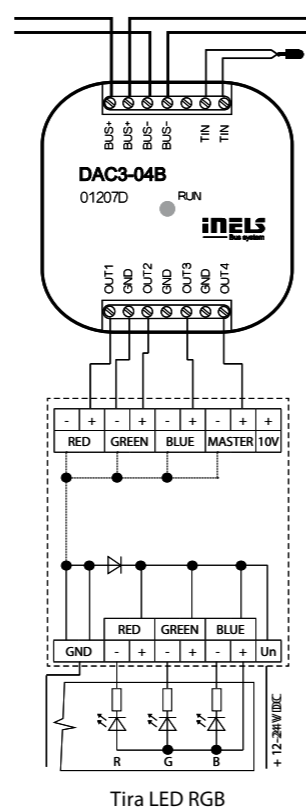 BUS+ BUS+ BUS- BUS- TIN TIN
DAC3-04B
01207D RUN
iNELS
Bus system
OUT1 GND OUT2 GND OUT3 GND OUT4
- + - + - + - + +
RED GREEN BLUE MASTER 10V
RED GREEN BLUE
GND - + - + - + Un
R G B
+ 12-24V DC
Tira LED RGB